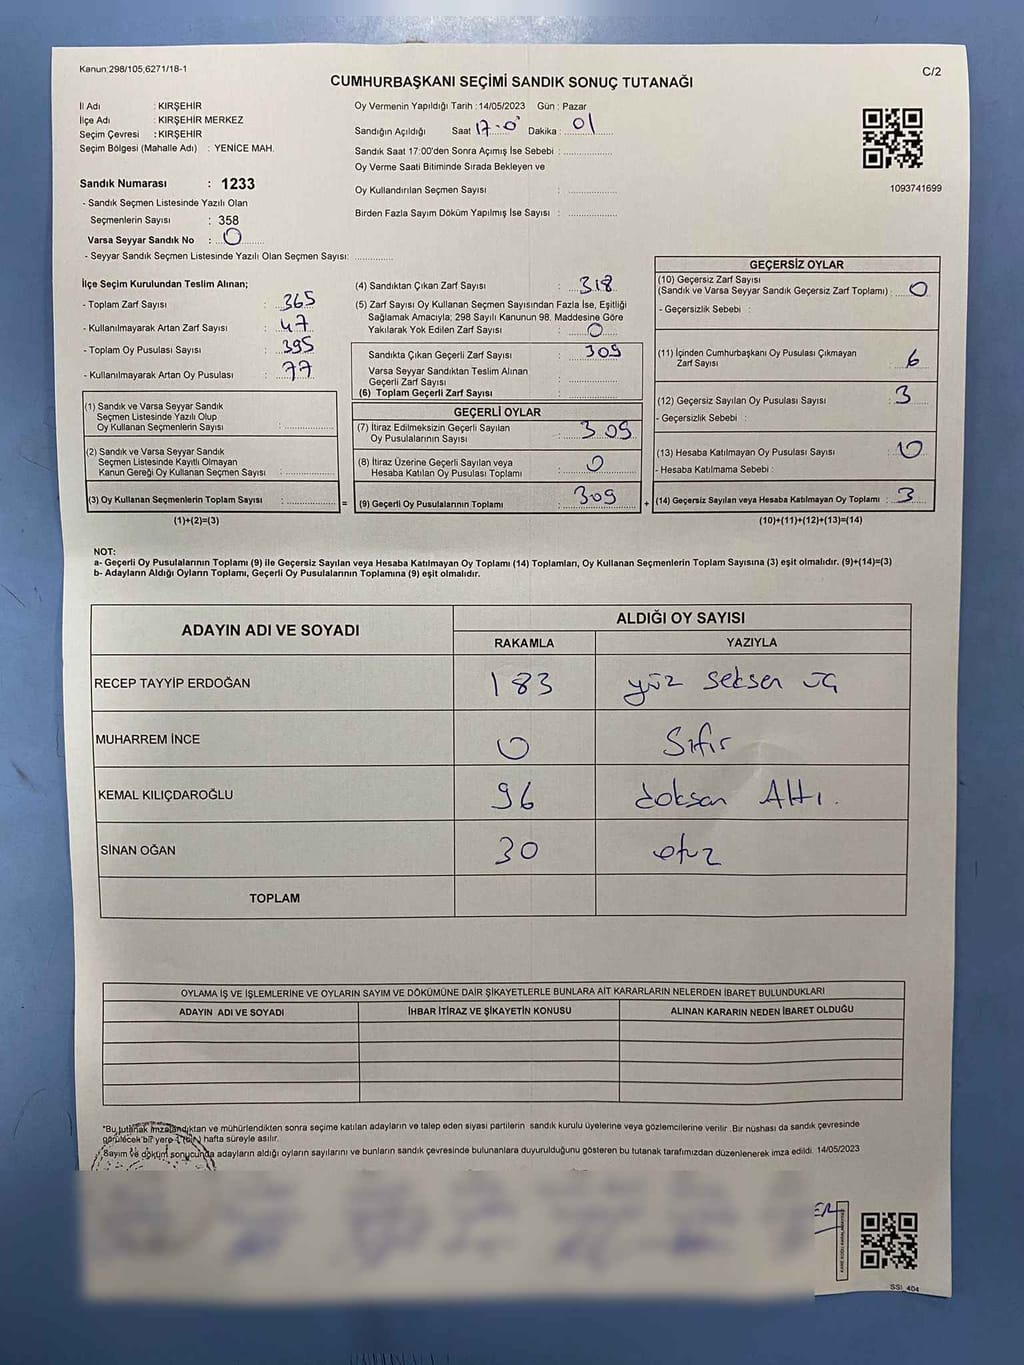 Kanun 298/105,6271/18-1
C/2
CUMHURBAŞKANI SEÇİMİ SANDIK SONUÇ TUTANAĞI
İl Adı : KIRŞEHİR
İlçe Adı : KIRŞEHİR MERKEZ
Seçim Çevresi : KIRŞEHİR
Seçim Bölgesi (Mahalle Adı) : YENİCE MAH.
Sandık Numarası : 1233
- Sandık Seçmen Listesinde Yazılı Olan
Seçmenlerin Sayısı : 358
Varsa Seyyar Sandık No : 0
- Seyyar Sandık Seçmen Listesinde Yazılı Olan Seçmen Sayısı:
Oy Vermenin Yapıldığı Tarih :14/05/2023 Gün : Pazar
Sandığın Açıldığı Saat 17.0 Dakika : 01
Sandık Saat 17:00'den Sonra Açımış İse Sebebi :
Oy Verme Saati Bitiminde Sırada Bekleyen ve
Oy Kullandırılan Seçmen Sayısı :
Birden Fazla Sayım Döküm Yapılmış İse Sayısı :
1093741699
İlçe Seçim Kurulundan Teslim Alınan;
- Toplam Zarf Sayısı : 365
- Kullanılmayarak Artan Zarf Sayısı : 47
- Toplam Oy Pusulası Sayısı : 395
- Kullanılmayarak Artan Oy Pusulası : 77
(1) Sandık ve Varsa Seyyar Sandık
Seçmen Listesinde Yazılı Olup
Oy Kullanan Seçmenlerin Sayısı :
(2) Sandık ve Varsa Seyyar Sandık
Seçmen Listesinde Kayıtlı Olmayan
Kanun Gereği Oy Kullanan Seçmen Sayısı :
(3) Oy Kullanan Seçmenlerin Toplam Sayısı : =
(1)+(2)=(3)
(4) Sandıktan Çıkan Zarf Sayısı : 318
(5) Zarf Sayısı Oy Kullanan Seçmen Sayısından Fazla İse, Eşitliği
Sağlamak Amacıyla; 298 Sayılı Kanunun 98. Maddesine Göre
Yakılarak Yok Edilen Zarf Sayısı : 0
Sandıkta Çıkan Geçerli Zarf Sayısı : 309
Varsa Seyyar Sandıktan Teslim Alınan
Geçerli Zarf Sayısı :
(6) Toplam Geçerli Zarf Sayısı :
GEÇERLİ OYLAR
(7) İtiraz Edilmeksizin Geçerli Sayılan
Oy Pusulalarının Sayısı : 309
(8) İtiraz Üzerine Geçerli Sayılan veya
Hesaba Katılan Oy Pusulası Toplamı : 0
(9) Geçerli Oy Pusulalarının Toplamı : 309 +
GEÇERSİZ OYLAR
(10) Geçersiz Zarf Sayısı
(Sandık ve Varsa Seyyar Sandık Geçersiz Zarf Toplamı) : 0
- Geçersizlik Sebebi :
(11) İçinden Cumhurbaşkanı Oy Pusulası Çıkmayan
Zarf Sayısı : 6
(12) Geçersiz Sayılan Oy Pusulası Sayısı : 3
- Geçersizlik Sebebi :
(13) Hesaba Katılmayan Oy Pusulası Sayısı :
- Hesaba Katılmama Sebebi :
(14) Geçersiz Sayılan veya Hesaba Katılmayan Oy Toplamı : 3
(10)+(11)+(12)+(13)=(14)
NOT:
a- Geçerli Oy Pusulalarının Toplamı (9) ile Geçersiz Sayılan veya Hesaba Katılmayan Oy Toplamı (14) Toplamları, Oy Kullanan Seçmenlerin Toplam Sayısına (3) eşit olmalıdır. (9)+(14)=(3)
b- Adayların Aldığı Oyların Toplamı, Geçerli Oy Pusulalarının Toplamına (9) eşit olmalıdır.
ADAYIN ADI VE SOYADI ALDIĞI OY SAYISI
RAKAMLA YAZIYLA
RECEP TAYYİP ERDOĞAN 183 yüz seksen üç
MUHARREM İNCE 0 Sıfır
KEMAL KILIÇDAROĞLU 96 doksan Altı.
SİNAN OĞAN 30 otuz
TOPLAM
OYLAMA İŞ VE İŞLEMLERİNE VE OYLARIN SAYIM VE DÖKÜMÜNE DAİR ŞİKAYETLERLE BUNLARA AİT KARARLARIN NELERDEN İBARET BULUNDUKLARI
ADAYIN ADI VE SOYADI İHBAR İTİRAZ VE ŞİKAYETİN KONUSU ALINAN KARARIN NEDEN İBARET OLDUĞU
*Bu tutanak imzalandıktan ve mühürlendikten sonra seçime katılan adayların ve talep eden siyasi partilerin sandık kurulu üyelerine veya gözlemcilerine verilir .Bir nüshası da sandık çevresinde
görülecek bir yere 1 (bir) hafta süreyle asılır.
* Sayım ve döküm sonucunda adayların aldığı oyların sayılarını ve bunların sandık çevresinde bulunanlara duyurulduğunu gösteren bu tutanak tarafımızdan düzenlenerek imza edildi. 14/05/2023
SSİ_404